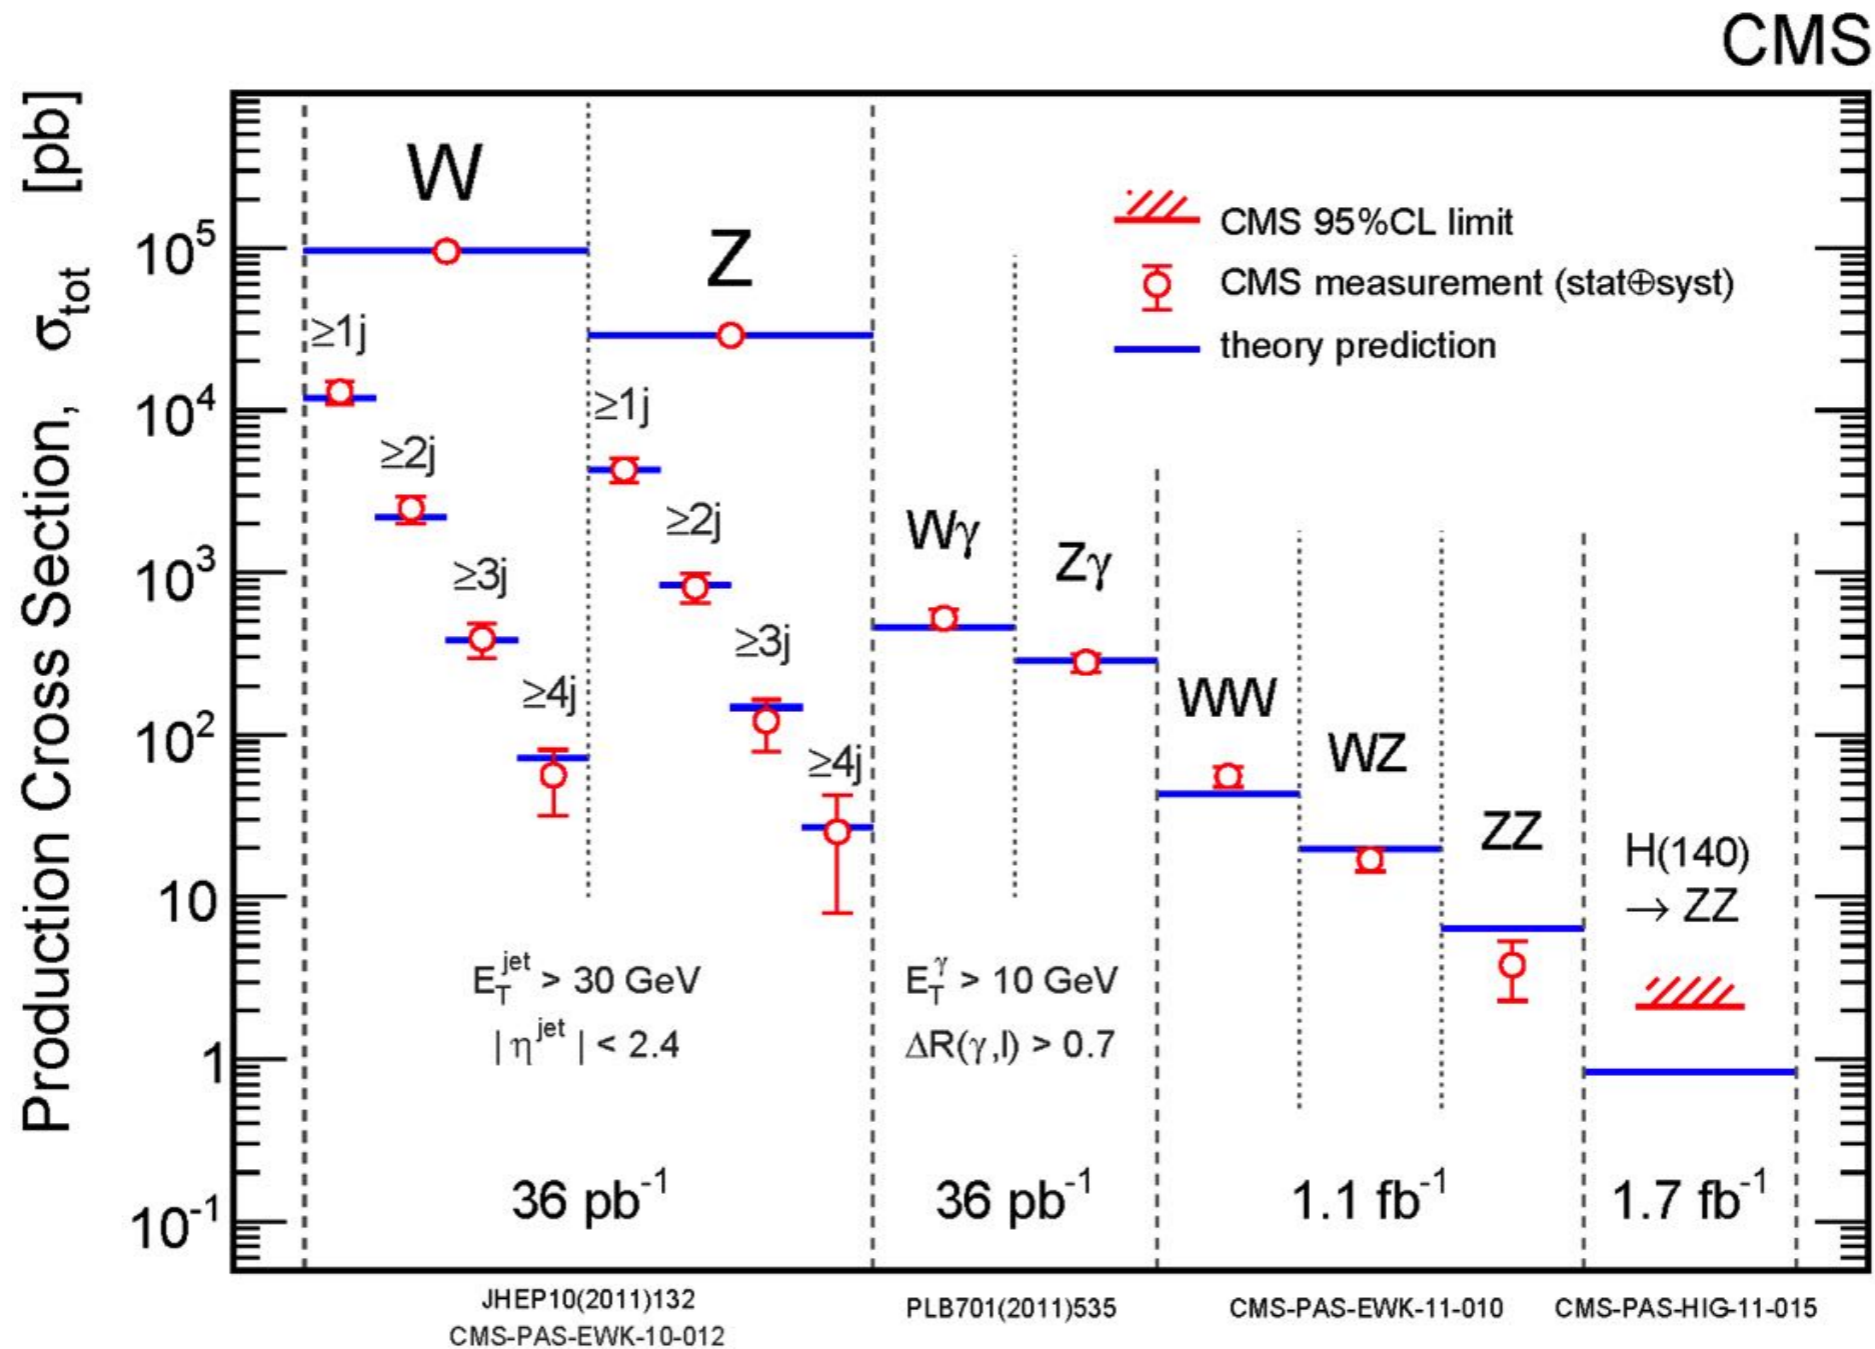 CMS
Production Cross Section, σtot [pb]
10^5
10^4
10^3
10^2
10
1
10^-1
W
≥1j
≥2j
≥3j
≥4j
Z
≥1j
≥2j
≥3j
≥4j
Wγ
Zγ
WW
WZ
ZZ
H(140)
→ ZZ
CMS 95%CL limit
CMS measurement (stat⊕syst)
theory prediction
E_T^jet > 30 GeV
|η^jet| < 2.4
E_T^γ > 10 GeV
ΔR(γ,l) > 0.7
36 pb^-1
36 pb^-1
1.1 fb^-1
1.7 fb^-1
JHEP10(2011)132
CMS-PAS-EWK-10-012
PLB701(2011)535
CMS-PAS-EWK-11-010
CMS-PAS-HIG-11-015